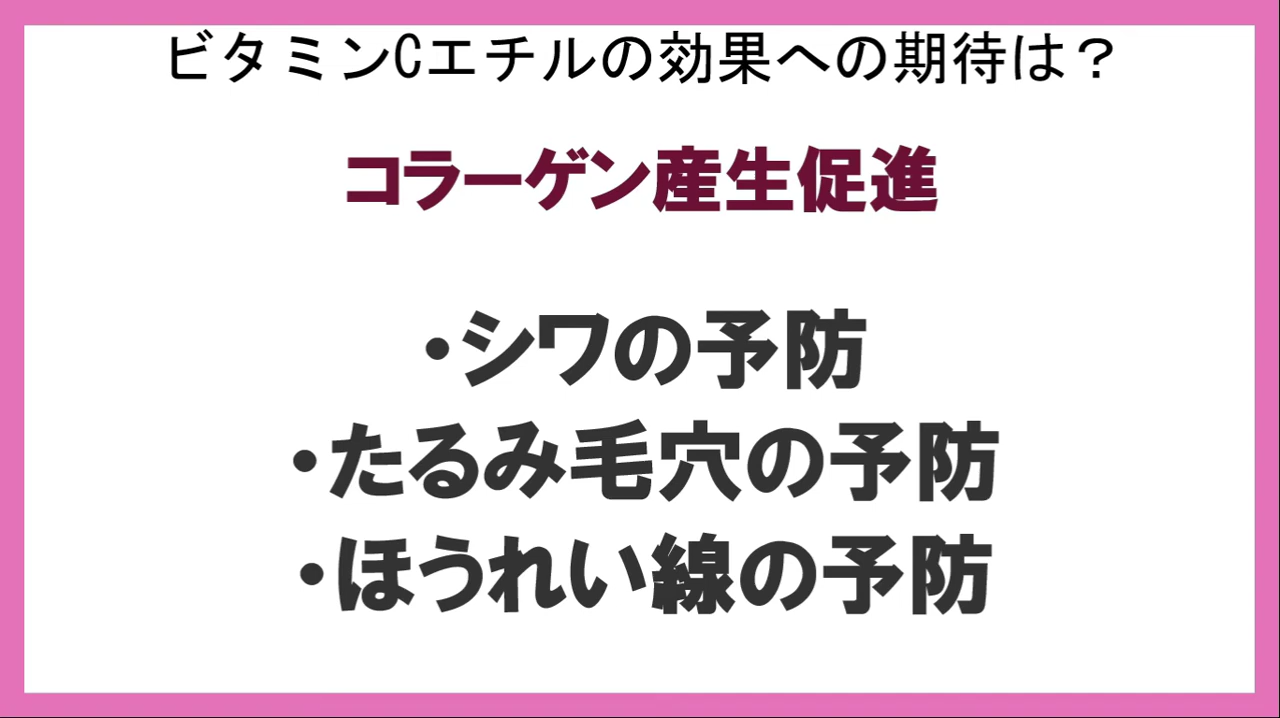 ビタミンCエチルの効果への期待は？
コラーゲン産生促進
・シワの予防
・たるみ毛穴の予防
・ほうれい線の予防